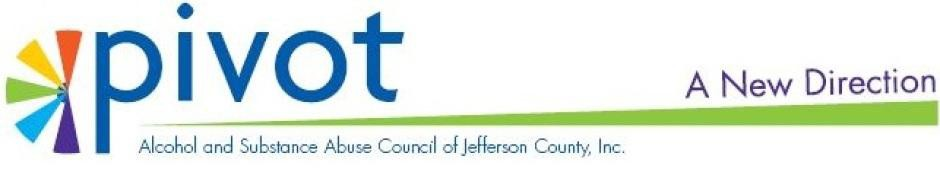 pivot
A New Direction
Alcohol and Substance Abuse Council of Jefferson County, Inc.